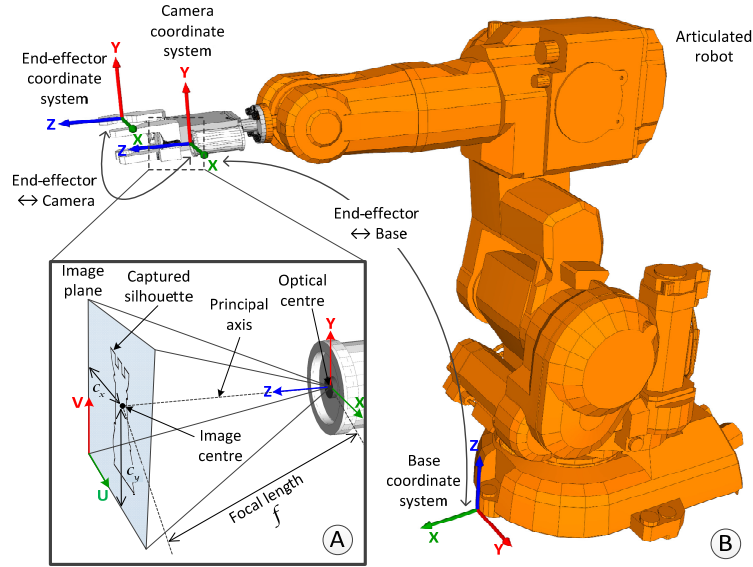 Camera
coordinate
system
Articulated
robot
End-effector
coordinate
system
Y
Y
Z
X
Z
X
End-effector
↔ Camera
End-effector
↔ Base
Image
plane
Captured
silhouette
Optical
centre
Principal
axis
Y
Z
X
c_x
V
Image
centre
c_y
U
Focal length
f
A
Base
coordinate
system
Z
X
Y
B